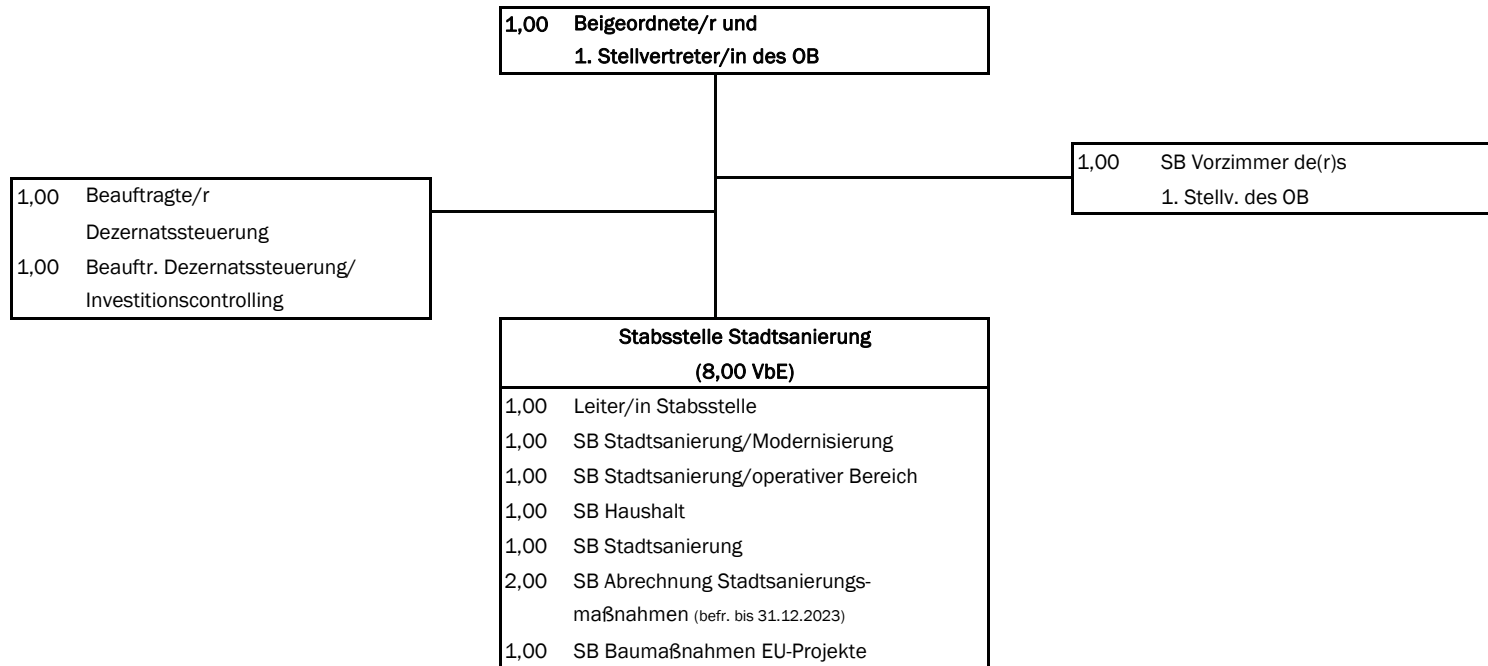 1,00 Beigeordnete/r und
1. Stellvertreter/in des OB
1,00 SB Vorzimmer de(r)s
1. Stellv. des OB
1,00 Beauftragte/r
Dezernatssteuerung
1,00 Beauftr. Dezernatssteuerung/
Investitionscontrolling
Stabsstelle Stadtsanierung
(8,00 VbE)
1,00 Leiter/in Stabsstelle
1,00 SB Stadtsanierung/Modernisierung
1,00 SB Stadtsanierung/operativer Bereich
1,00 SB Haushalt
1,00 SB Stadtsanierung
2,00 SB Abrechnung Stadtsanierungs-
maßnahmen (befr. bis 31.12.2023)
1,00 SB Baumaßnahmen EU-Projekte